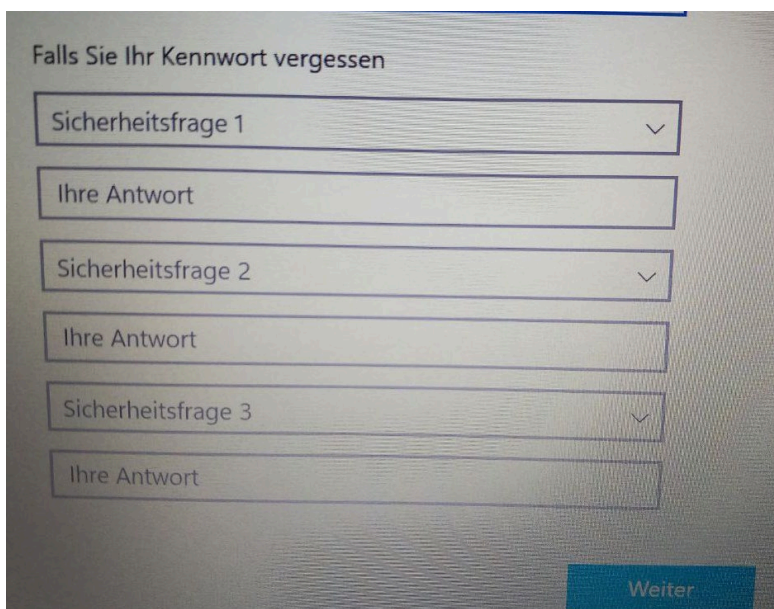 Falls Sie Ihr Kennwort vergessen
Sicherheitsfrage 1
Ihre Antwort
Sicherheitsfrage 2
Ihre Antwort
Sicherheitsfrage 3
Ihre Antwort
Weiter